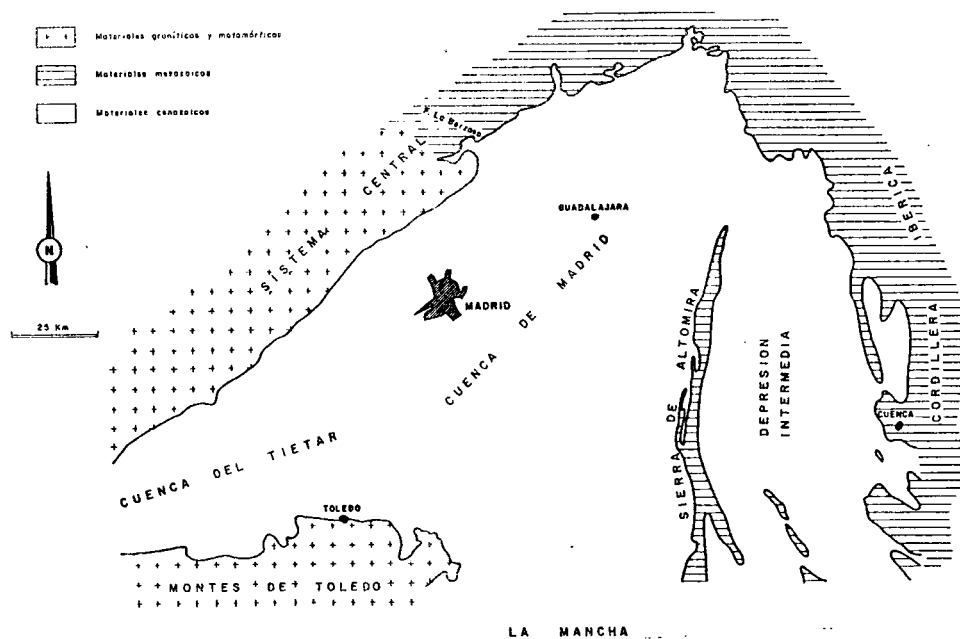 Materiales graníticos y metamórficos
Materiales mesozoicos
Materiales cenozoicos
N
25 Km
SISTEMA CENTRAL
GUADALAJARA
MADRID
CUENCA DE MADRID
SIERRA DE ALTOMIRA
DEPRESION
INTERMEDIA
CORDILLERA IBERICA
CUENCA
CUENCA DEL TIETAR
TOLEDO
MONTES DE TOLEDO
LA MANCHA